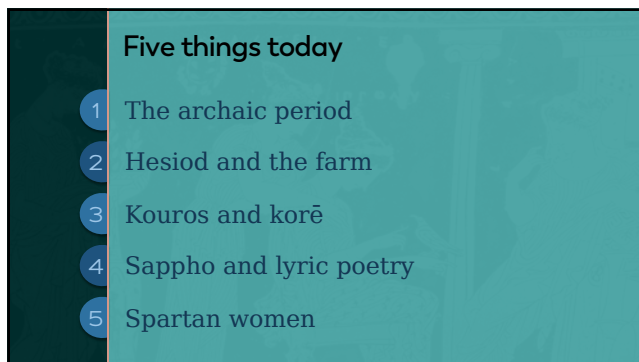 Five things today
1 The archaic period
2 Hesiod and the farm
3 Kouros and korē
4 Sappho and lyric poetry
5 Spartan women